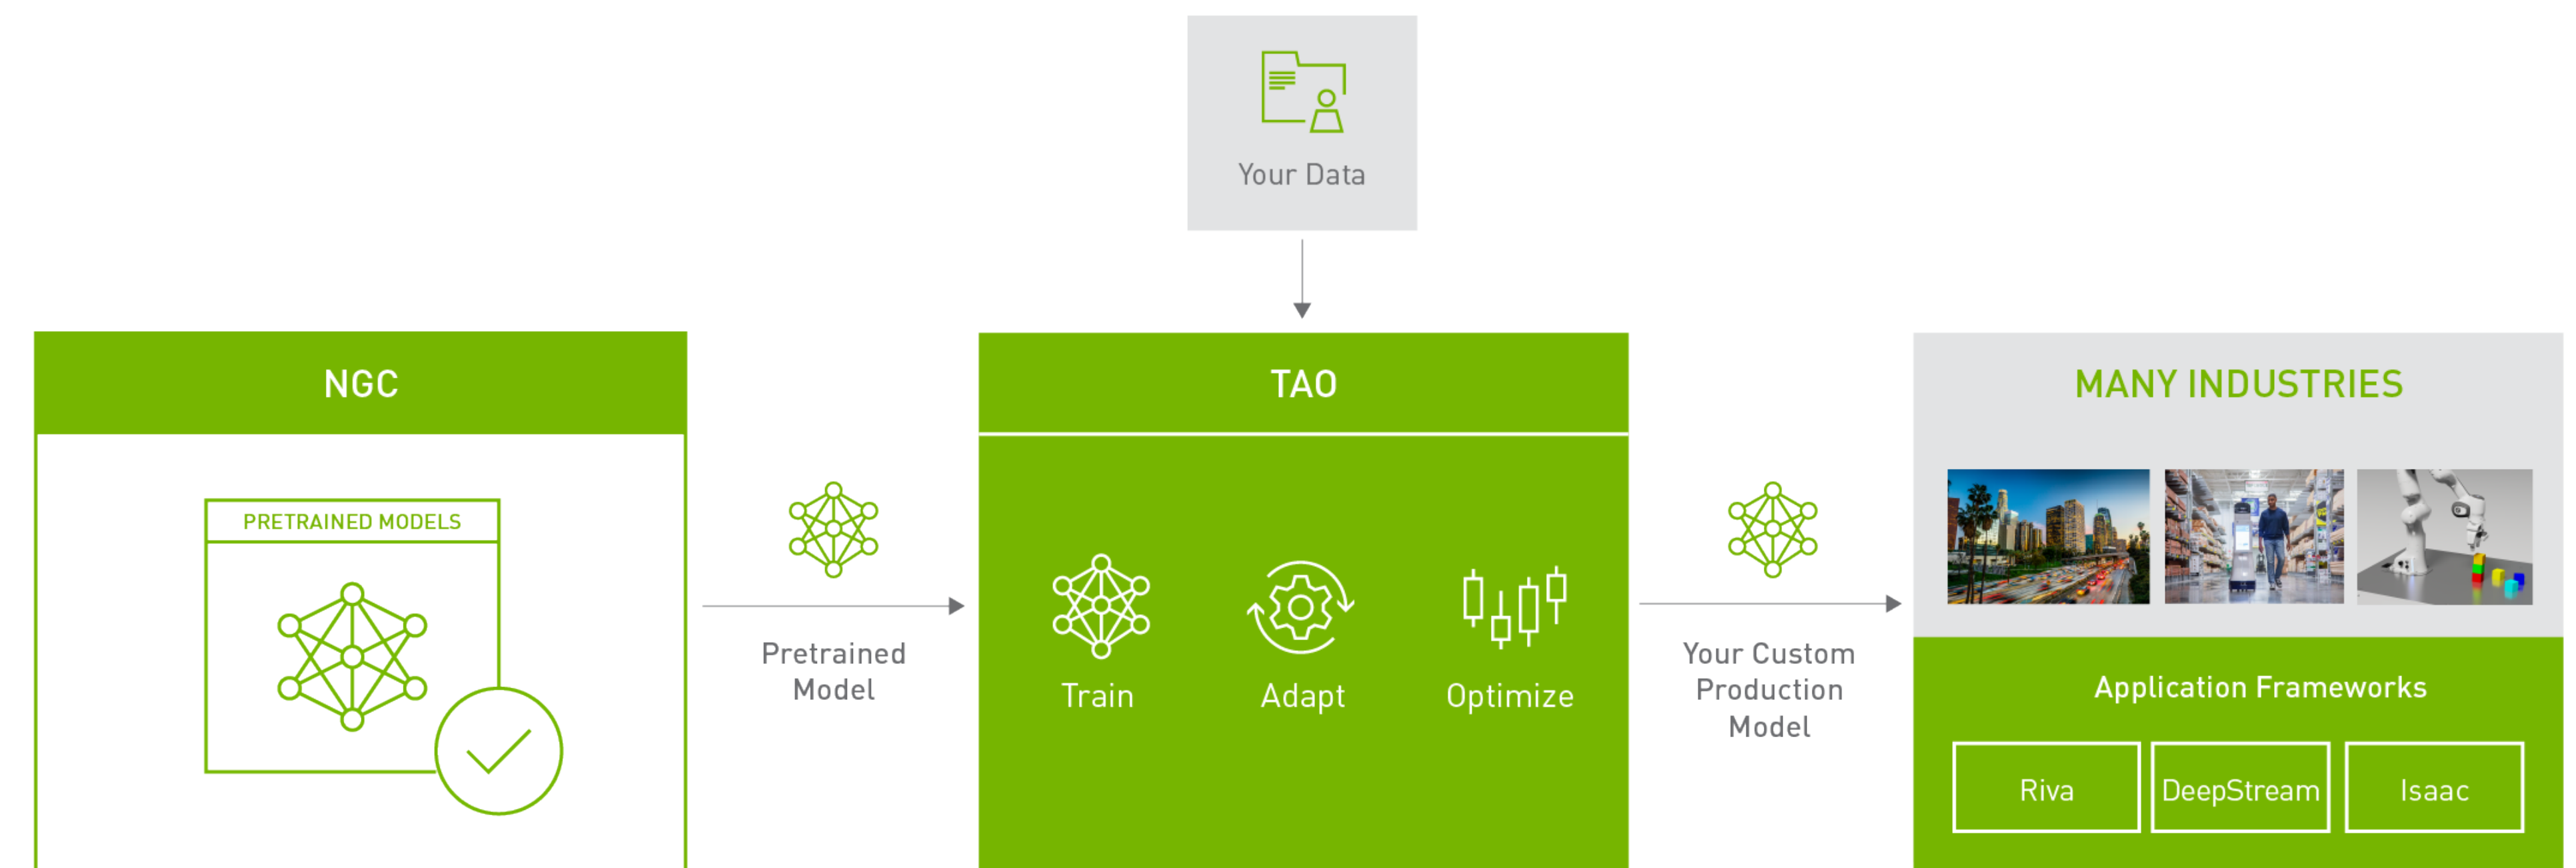 Your Data
NGC
PRETRAINED MODELS
Pretrained
Model
TAO
Train
Adapt
Optimize
Your Custom
Production
Model
MANY INDUSTRIES
Application Frameworks
Riva
DeepStream
Isaac